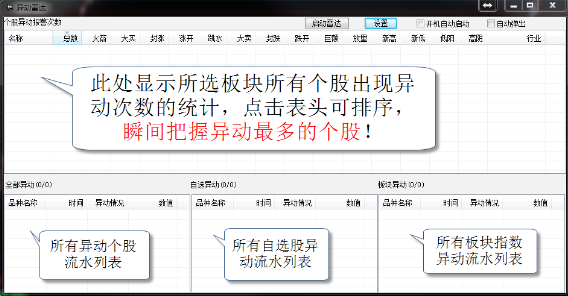 异动雷达
个股异动报警次数
启动雷达 设置 开机自动启动 自动弹出
名称 总数 火箭 大买 封涨 涨开 跳水 大卖 封跌 跌开 巨额 放量 新高 新低 低阳 高阴 行业
此处显示所选板块所有个股出现异
动次数的统计，点击表头可排序，
瞬间把握异动最多的个股！
全部异动(0/0) 自选异动(0/0) 板块异动(0/0)
品种名称 时间 异动情况 数值 品种名称 时间 异动情况 数值 品种名称 时间 异动情况 数值
所有异动个股
流水列表
所有自选股异
动流水列表
所有板块指数
异动流水列表